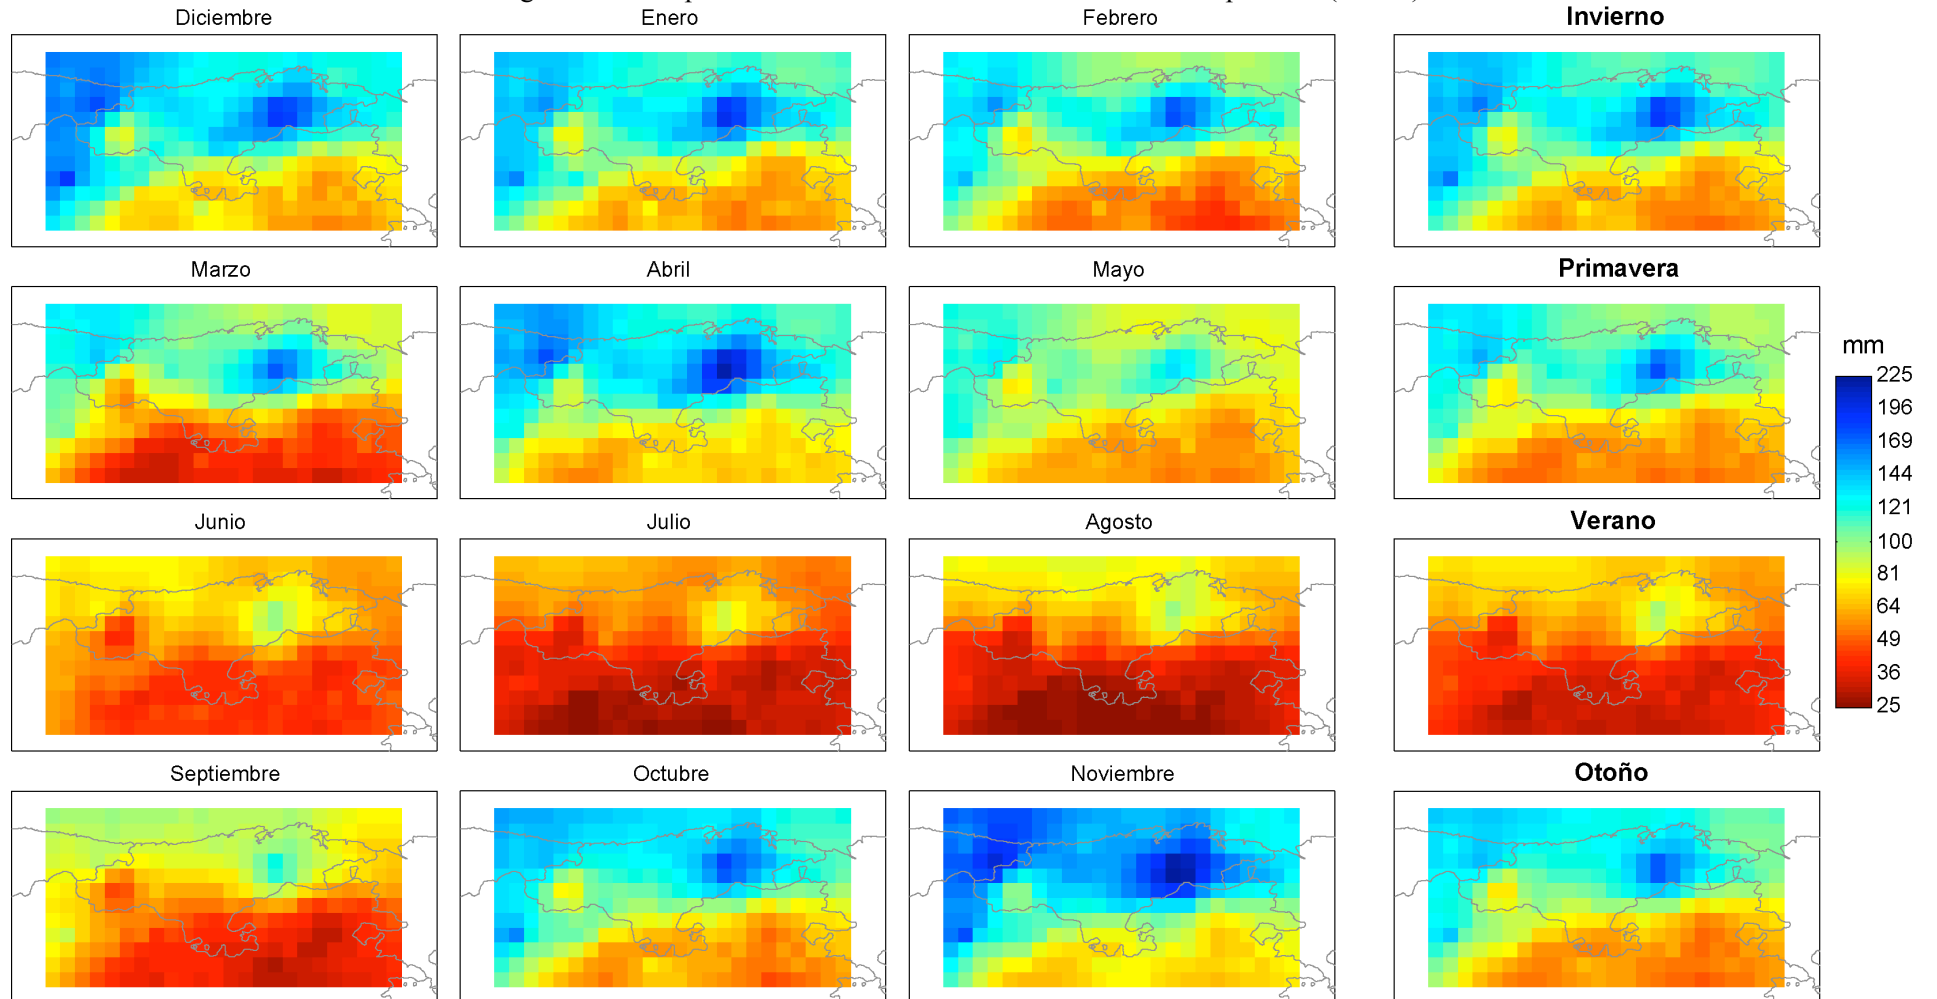 Diciembre Enero Febrero Invierno
Marzo Abril Mayo Primavera
mm
225
196
169
144
121
100
81
64
49
36
25
Junio Julio Agosto Verano
Septiembre Octubre Noviembre Otoño